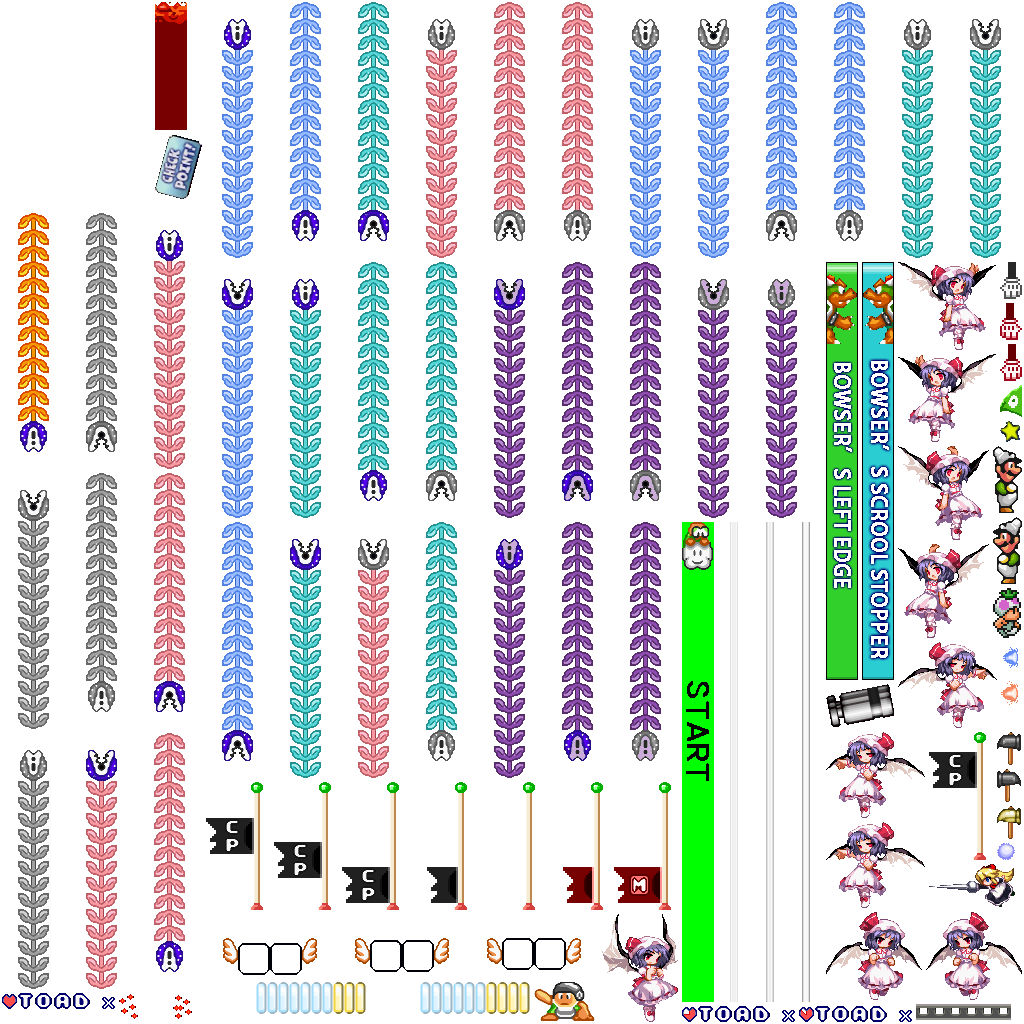 CHECK
POINT!
BOWSER' S LEFT EDGE
BOWSER' S SCROOL STOPPER
START
C
P
C
P
C
P
C
M
C
P
TOAD x
TOAD x
TOAD x